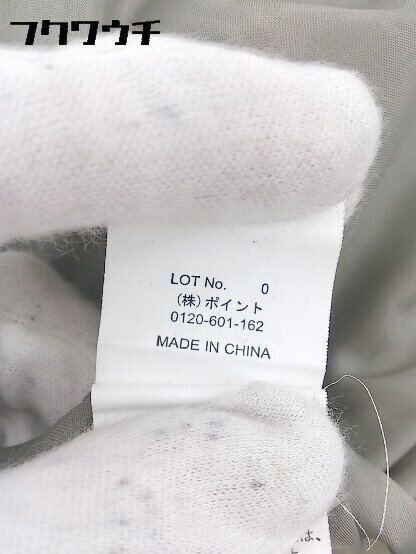 フクワウチ
LOT No. 0
(株)ポイント
0120-601-162
MADE IN CHINA
は、